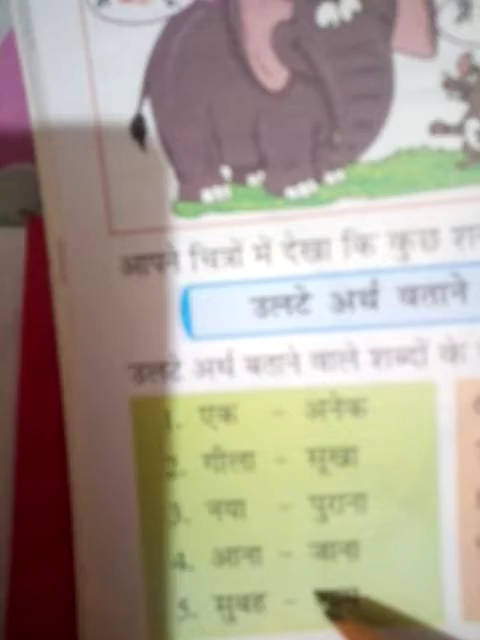 आपने चित्रों में देखा कि कुछ
उलटे अर्थ बताने
उलटे अर्थ बताने वाले शब्दों के
1. एक - अनेक
2. गीला - सूखा
3. नया - पुराना
4. आना - जाना
5. सुबह -